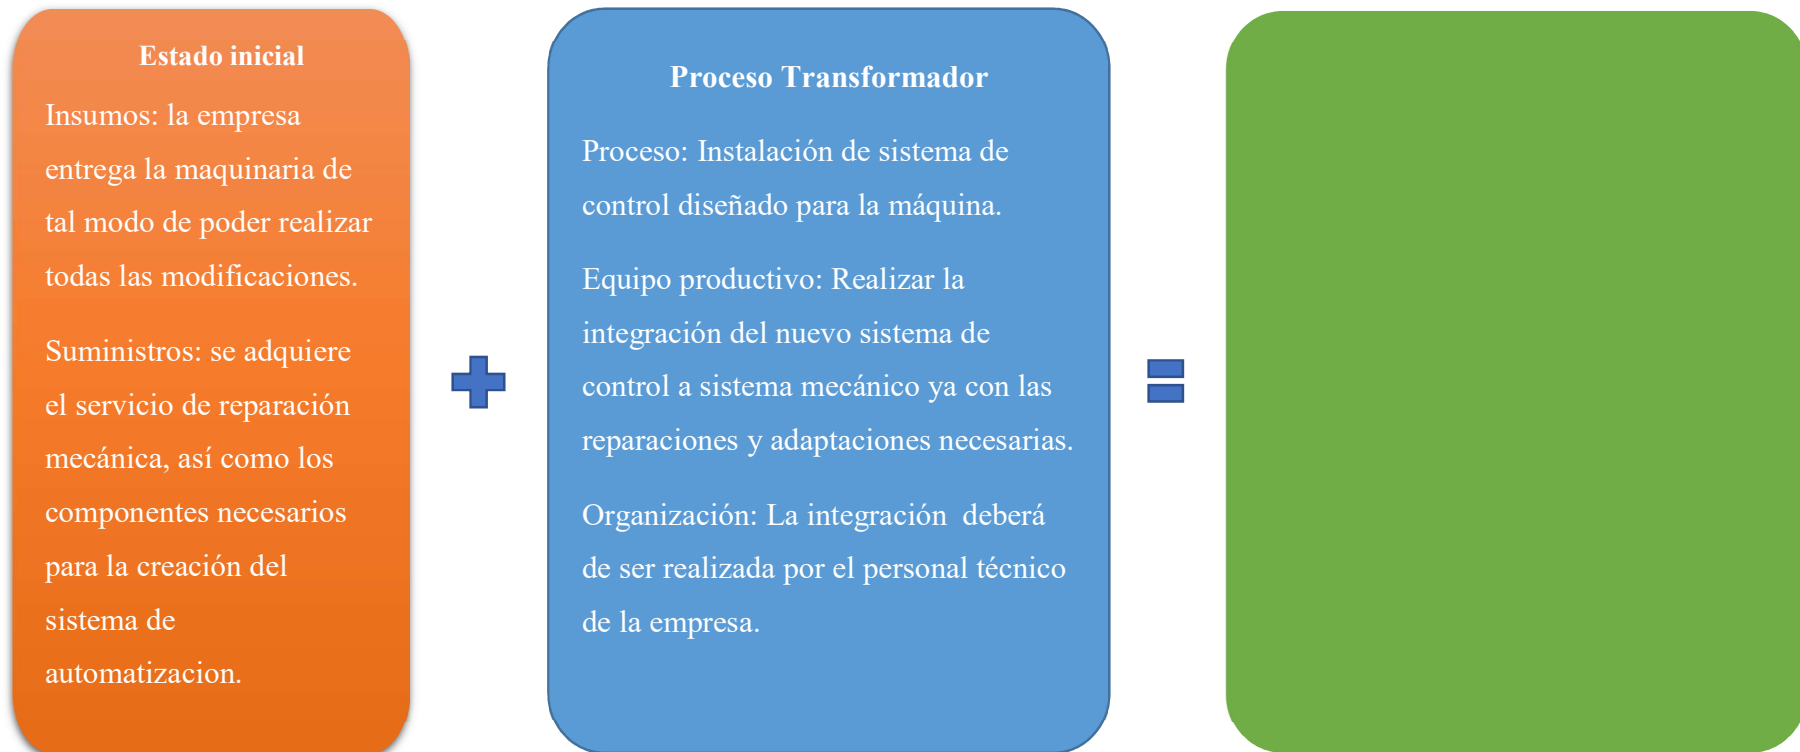 Estado inicial
Insumos: la empresa
entrega la maquinaria de
tal modo de poder realizar
todas las modificaciones.
Suministros: se adquiere
el servicio de reparación
mecánica, así como los
componentes necesarios
para la creación del
sistema de
automatizacion.
Proceso Transformador
Proceso: Instalación de sistema de
control diseñado para la máquina.
Equipo productivo: Realizar la
integración del nuevo sistema de
control a sistema mecánico ya con las
reparaciones y adaptaciones necesarias.
Organización: La integración  deberá
de ser realizada por el personal técnico
de la empresa.